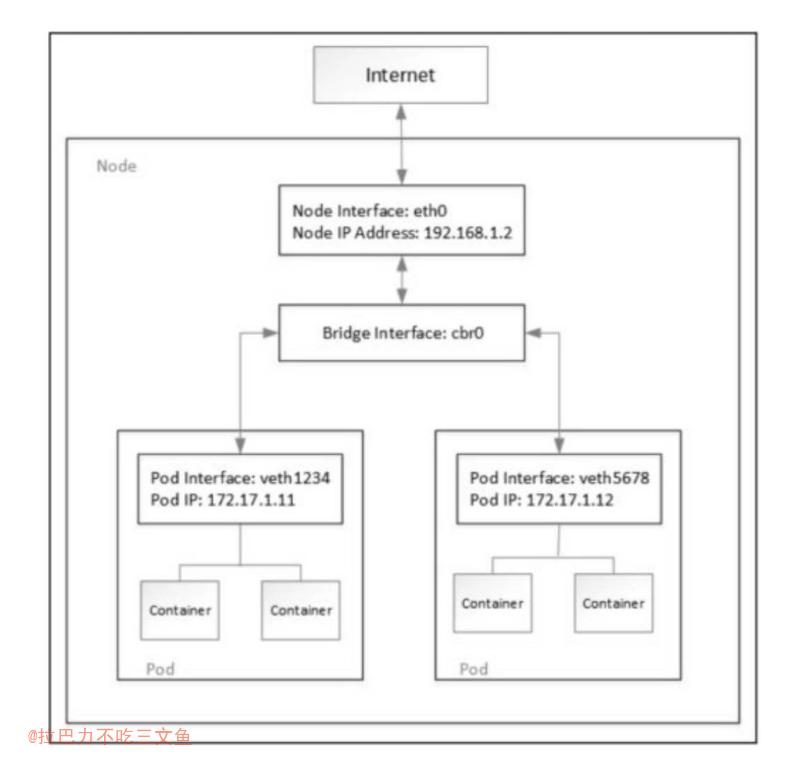 Internet
Node
Node Interface: eth0
Node IP Address: 192.168.1.2
Bridge Interface: cbr0
Pod Interface: veth1234
Pod IP: 172.17.1.11
Pod Interface: veth5678
Pod IP: 172.17.1.12
Container
Container
Container
Container
Pod
Pod
@拉巴力不吃三文鱼